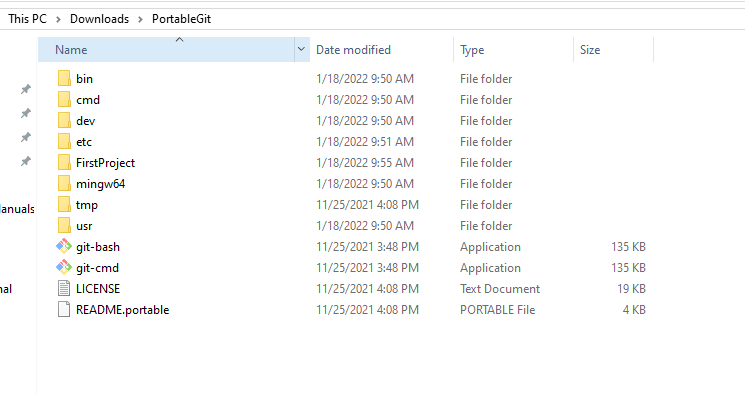 This PC > Downloads > PortableGit
Name Date modified Type Size
bin 1/18/2022 9:50 AM File folder
cmd 1/18/2022 9:50 AM File folder
dev 1/18/2022 9:50 AM File folder
etc 1/18/2022 9:51 AM File folder
FirstProject 1/18/2022 9:55 AM File folder
mingw64 1/18/2022 9:50 AM File folder
lanuals tmp 11/25/2021 4:08 PM File folder
usr 1/18/2022 9:50 AM File folder
git-bash 11/25/2021 3:48 PM Application 135 KB
git-cmd 11/25/2021 3:48 PM Application 135 KB
nal LICENSE 11/25/2021 4:08 PM Text Document 19 KB
README.portable 11/25/2021 4:08 PM PORTABLE File 4 KB